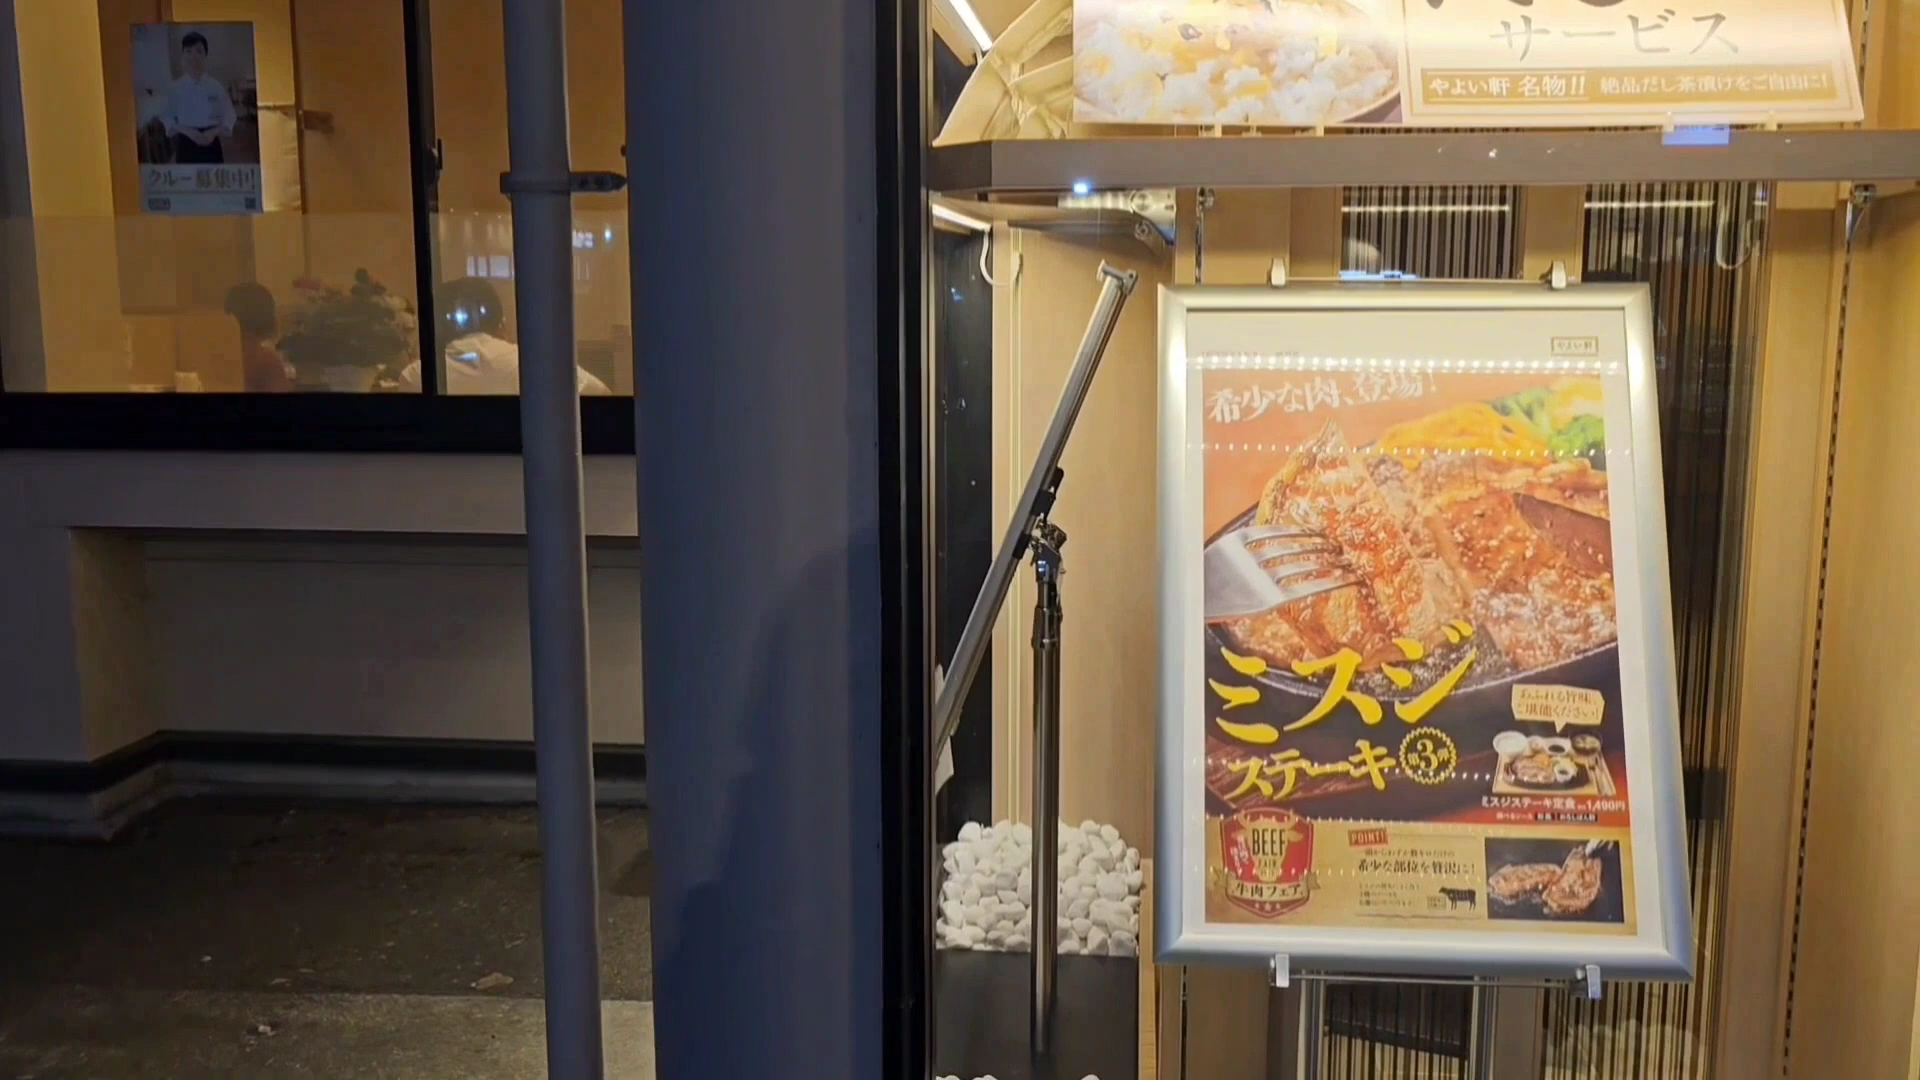 クルー募集中!
サービス
やよい軒 名物!! 絶品だし茶漬けをご自由に!
やよい軒
希少な肉、登場!
ミスジ
ステーキ
第3弾
あふれる旨味、
ご堪能ください!
ミスジステーキ定食 1,490円
BEEF
FAIR
牛肉フェア
POINT!
希少な部位を贅沢に!